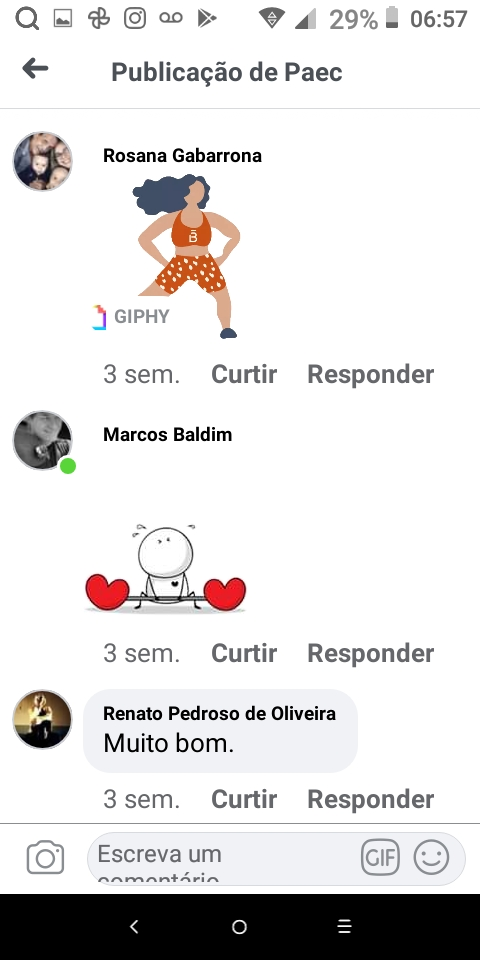 29% 06:57
Publicação de Paec
Rosana Gabarrona
B
GIPHY
3 sem. Curtir Responder
Marcos Baldim
3 sem. Curtir Responder
Renato Pedroso de Oliveira
Muito bom.
3 sem. Curtir Responder
Escreva um
comentário
GIF